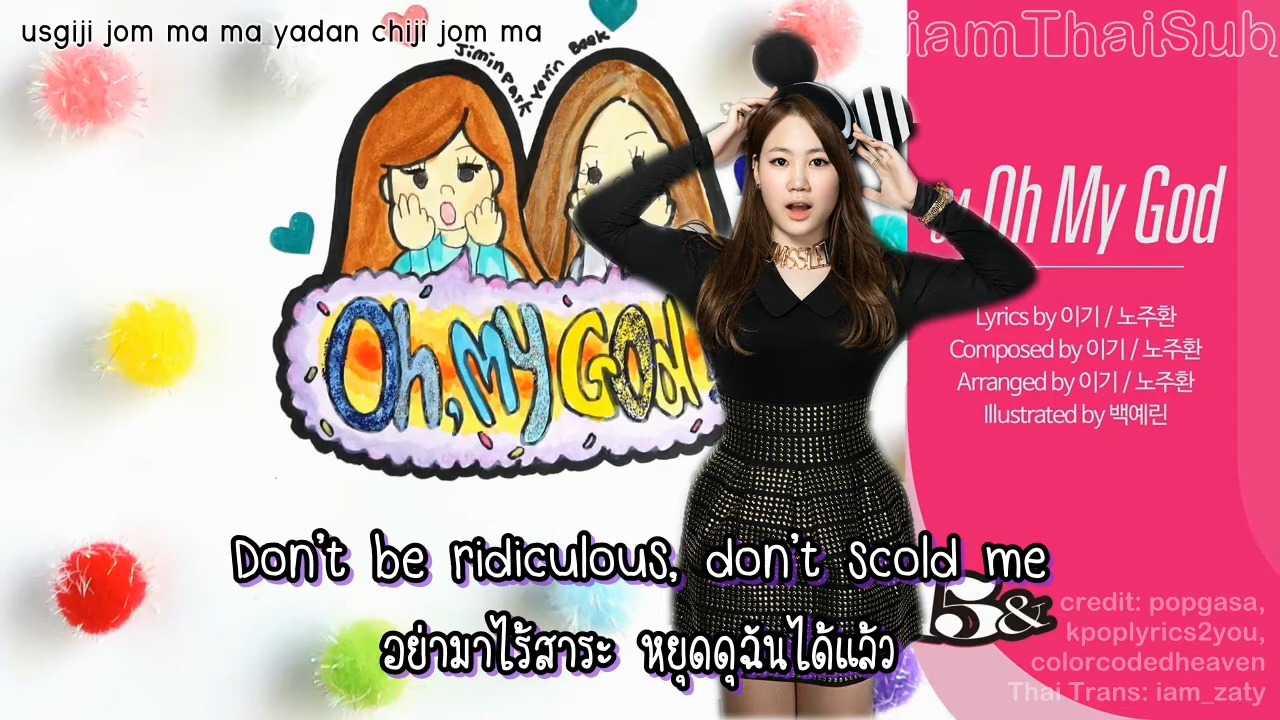 usgiji jom ma ma yadan chiji jom ma
iamThaiSub
Jimin Park
Yerin Baek
Oh, My God
Oh My God
Lyrics by 이기 / 노주환
Composed by 이기 / 노주환
Arranged by 이기 / 노주환
Illustrated by 백예린
Don't be ridiculous, don't scold me
อย่ามาไร้สาระ หยุดดุฉันได้แล้ว
15&
credit: popgasa,
kpoplyrics2you,
colorcodedheaven
Thai Trans: iam_zaty